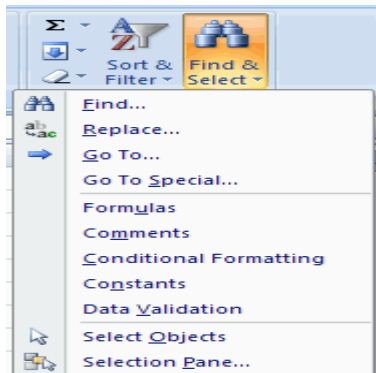 Σ
Sort & Find &
Filter Select
Find...
Replace...
Go To...
Go To Special...
Formulas
Comments
Conditional Formatting
Constants
Data Validation
Select Objects
Selection Pane...